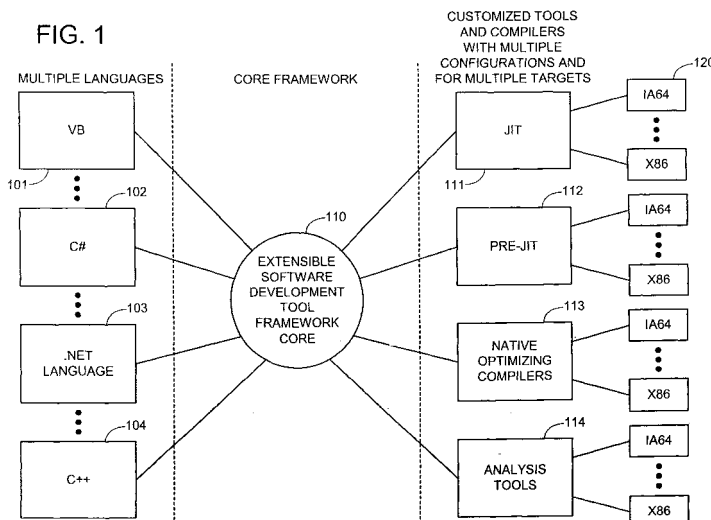 FIG. 1
MULTIPLE LANGUAGES
CORE FRAMEWORK
CUSTOMIZED TOOLS
AND COMPILERS
WITH MULTIPLE
CONFIGURATIONS AND
FOR MULTIPLE TARGETS
120
VB
101
102
C#
103
.NET
LANGUAGE
104
C++
110
EXTENSIBLE
SOFTWARE
DEVELOPMENT
TOOL
FRAMEWORK
CORE
JIT
111
IA64
X86
112
PRE-JIT
IA64
X86
113
NATIVE
OPTIMIZING
COMPILERS
IA64
X86
114
ANALYSIS
TOOLS
IA64
X86